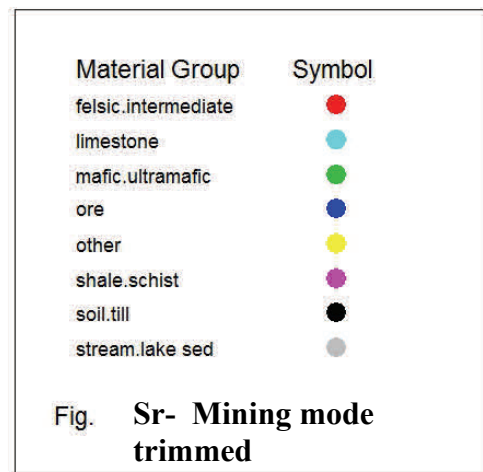 Material Group Symbol
felsic.intermediate
limestone
mafic.ultramafic
ore
other
shale.schist
soil.till
stream.lake sed
Fig. Sr- Mining mode
trimmed